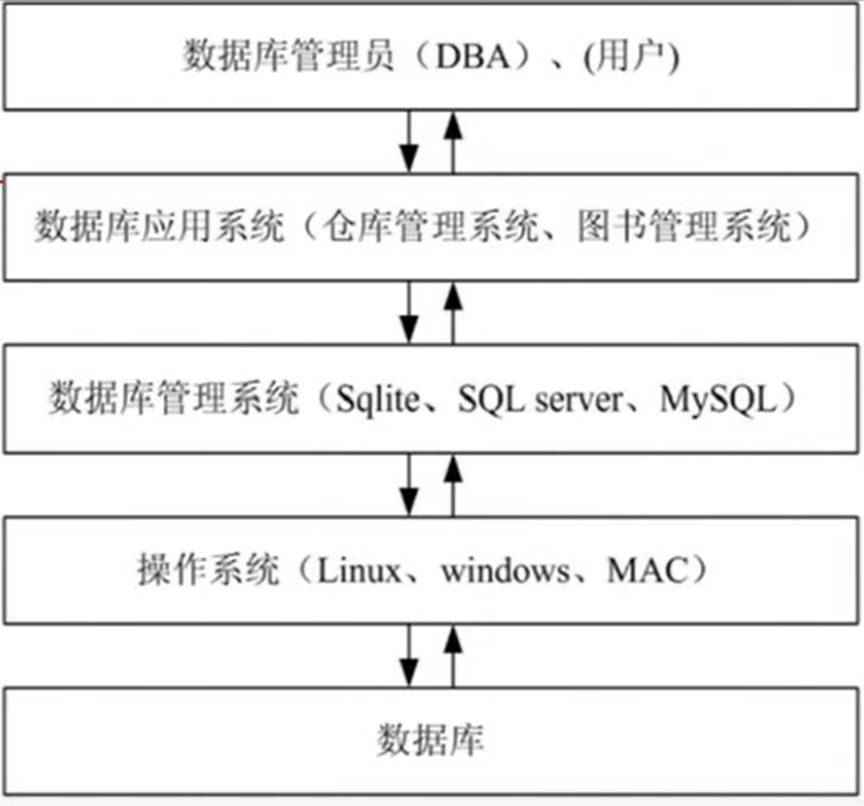 数据库管理员（DBA）、(用户)
数据库应用系统（仓库管理系统、图书管理系统）
数据库管理系统（Sqlite、SQL server、MySQL）
操作系统（Linux、windows、MAC）
数据库